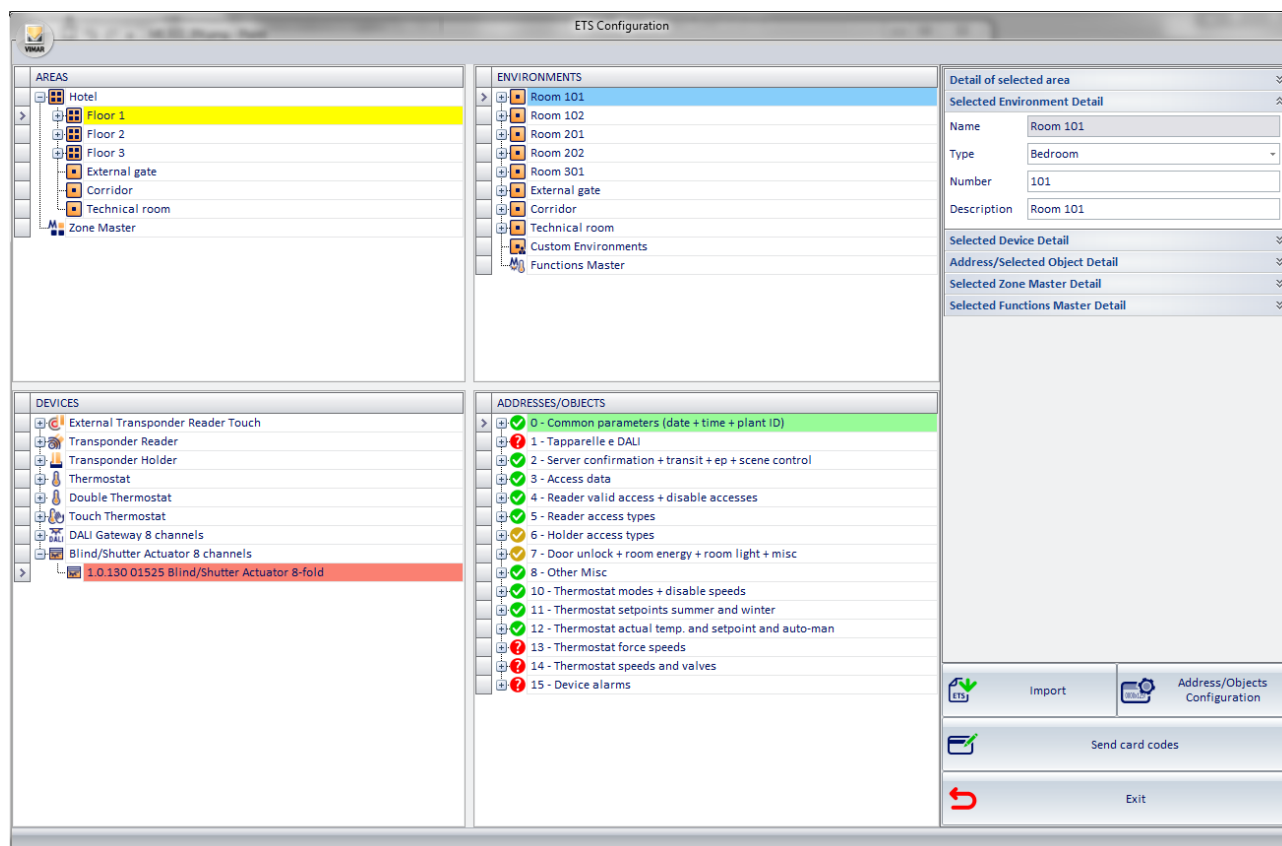 ETS Configuration
VIMAR
AREAS
Hotel
Floor 1
Floor 2
Floor 3
External gate
Corridor
Technical room
Zone Master
ENVIRONMENTS
Room 101
Room 102
Room 201
Room 202
Room 301
External gate
Corridor
Technical room
Custom Environments
Functions Master
Detail of selected area
Selected Environment Detail
Name Room 101
Type Bedroom
Number 101
Description Room 101
Selected Device Detail
Address/Selected Object Detail
Selected Zone Master Detail
Selected Functions Master Detail
DEVICES
External Transponder Reader Touch
Transponder Reader
Transponder Holder
Thermostat
Double Thermostat
Touch Thermostat
DALI Gateway 8 channels
Blind/Shutter Actuator 8 channels
1.0.130 01525 Blind/Shutter Actuator 8-fold
ADDRESSES/OBJECTS
0 - Common parameters (date + time + plant ID)
1 - Tapparelle e DALI
2 - Server confirmation + transit + ep + scene control
3 - Access data
4 - Reader valid access + disable accesses
5 - Reader access types
6 - Holder access types
7 - Door unlock + room energy + room light + misc
8 - Other Misc
10 - Thermostat modes + disable speeds
11 - Thermostat setpoints summer and winter
12 - Thermostat actual temp. and setpoint and auto-man
13 - Thermostat force speeds
14 - Thermostat speeds and valves
15 - Device alarms
ETS Import
Address/Objects
Configuration
Send card codes
Exit